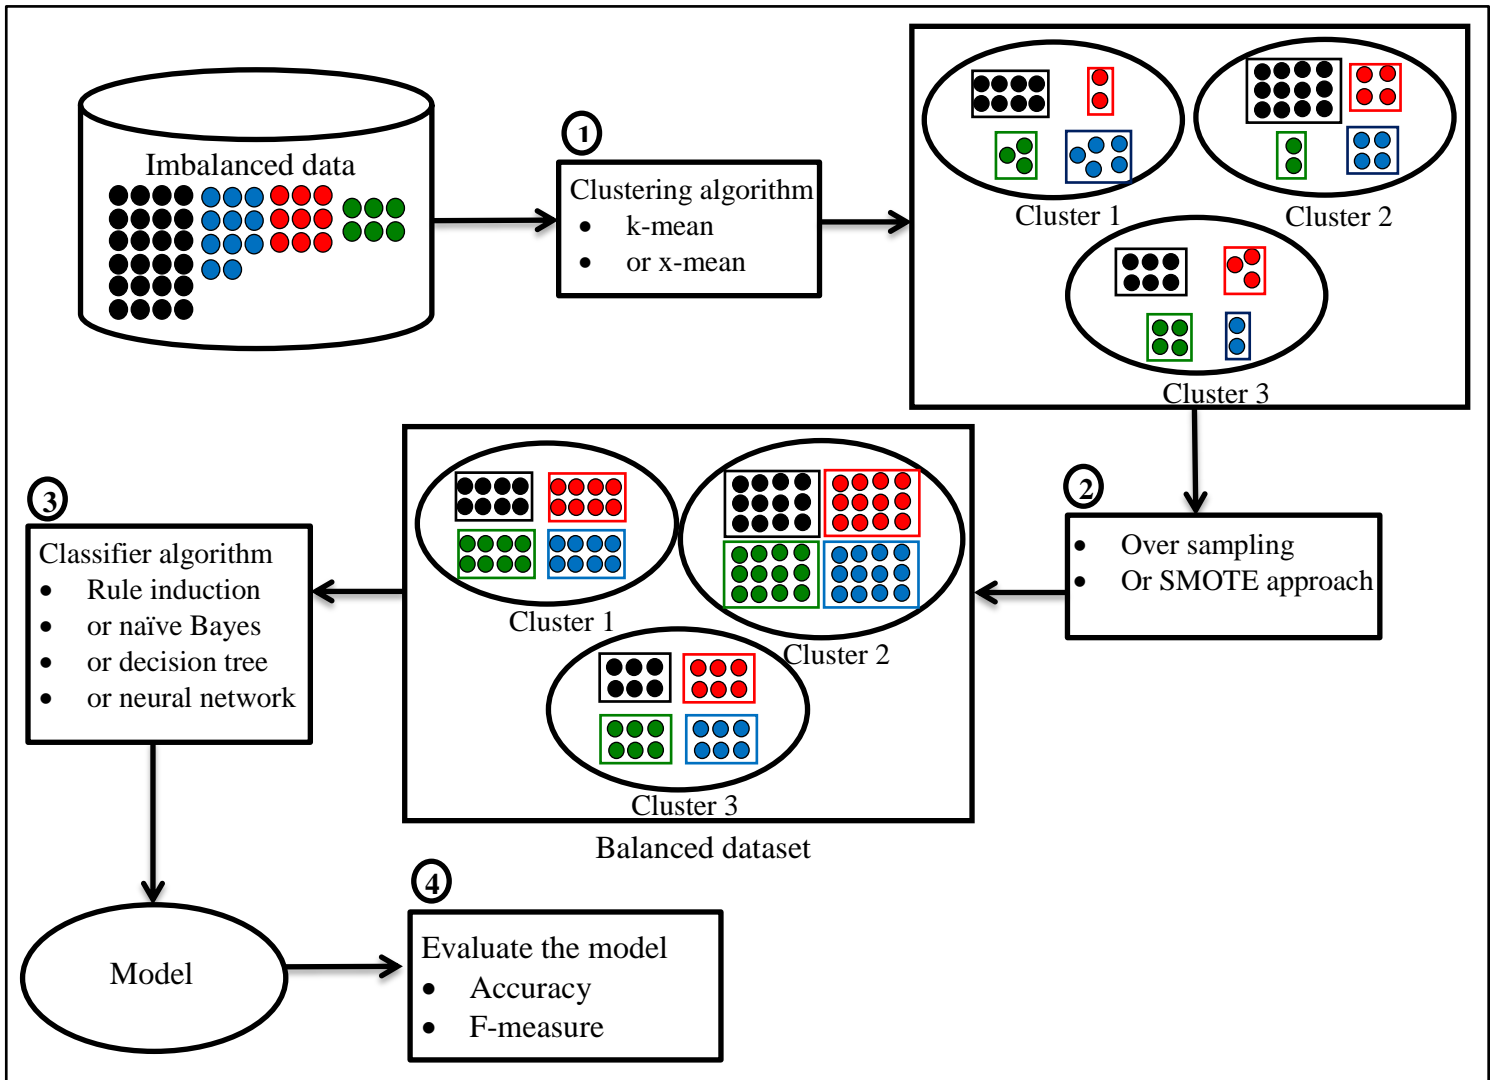 Imbalanced data
1
Clustering algorithm
• k-mean
• or x-mean
Cluster 1
Cluster 2
Cluster 3
2
• Over sampling
• Or SMOTE approach
Cluster 1
Cluster 2
Cluster 3
Balanced dataset
3
Classifier algorithm
• Rule induction
• or naïve Bayes
• or decision tree
• or neural network
Model
4
Evaluate the model
• Accuracy
• F-measure